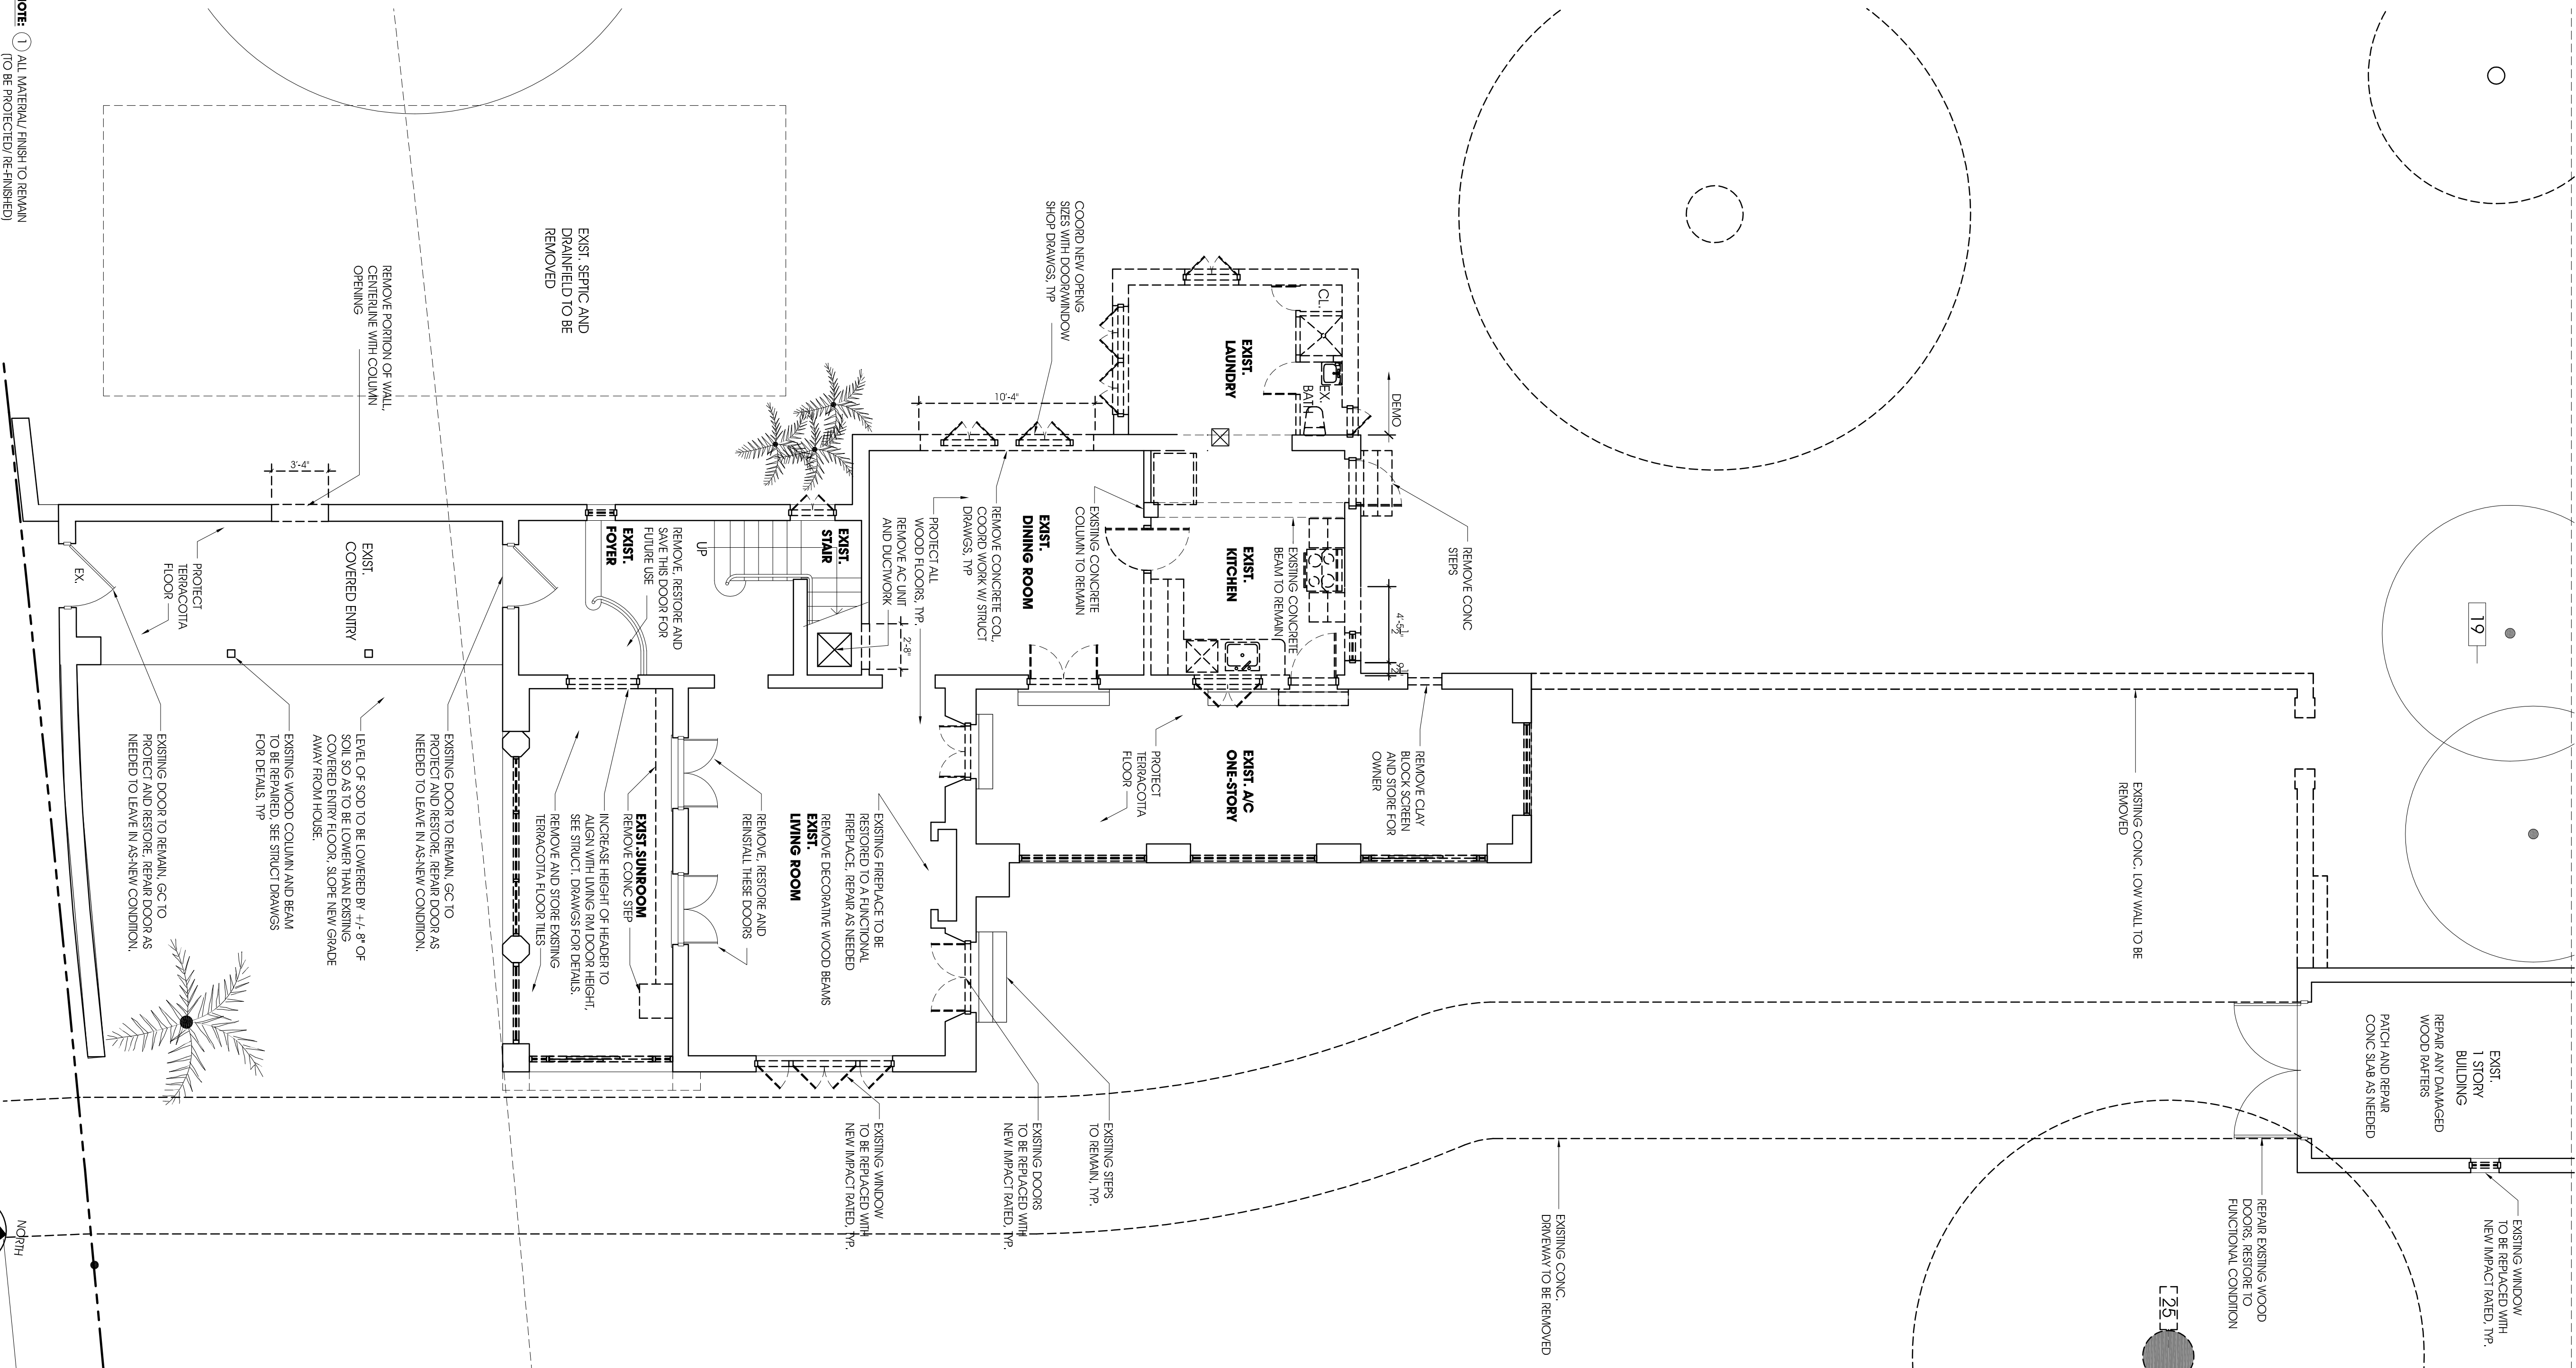 NOTE: 1 ALL MATERIAL/ FINISH TO REMAIN
(TO BE PROTECTED/ RE-FINISHED)
EXIST. SEPTIC AND
DRAINFIELD TO BE
REMOVED
REMOVE PORTION OF WALL,
CENTERLINE WITH COLUMN
OPENING
3'-4"
COORD NEW OPENG
SIZES WITH DOOR/WINDOW
SHOP DRAWGS, TYP
10'-4"
CL.
EXIST.
LAUNDRY
EX.
BATH
DEMO
REMOVE CONC
STEPS
4'-5½"
9½"
EXIST.
KITCHEN
EXISTING CONCRETE
BEAM TO REMAIN
EXISTING CONCRETE
COLUMN TO REMAIN
EXIST.
DINING ROOM
REMOVE CONCRETE COL,
COORD WORK W/ STRUCT
DRAWGS, TYP
PROTECT ALL
WOOD FLOORS, TYP.
REMOVE AC UNIT
AND DUCTWORK
2'-8"
EXIST.
STAIR
UP
REMOVE, RESTORE AND
SAVE THIS DOOR FOR
FUTURE USE
EXIST.
FOYER
EXIST.
COVERED ENTRY
PROTECT
TERRACOTTA
FLOOR
EX.
19
REMOVE CLAY
BLOCK SCREEN
AND STORE FOR
OWNER
EXIST. A/C
ONE-STORY
PROTECT
TERRACOTTA
FLOOR
EXISTING CONC. LOW WALL TO BE
REMOVED
EXISTING FIREPLACE TO BE
RESTORED TO A FUNCTIONAL
FIREPLACE, REPAIR AS NEEDED
REMOVE DECORATIVE WOOD BEAMS
EXIST.
LIVING ROOM
REMOVE, RESTORE AND
REINSTALL THESE DOORS
EXIST.SUNROOM
REMOVE CONC STEP
INCREASE HEIGHT OF HEADER TO
ALIGN WITH LIVING RM DOOR HEIGHT,
SEE STRUCT. DRAWGS FOR DETAILS.
REMOVE AND STORE EXISTING
TERRACOTTA FLOOR TILES
EXISTING DOOR TO REMAIN, GC TO
PROTECT AND RESTORE, REPAIR DOOR AS
NEEDED TO LEAVE IN AS-NEW CONDITION.
LEVEL OF SOD TO BE LOWERED BY +/- 8" OF
SOIL SO AS TO BE LOWER THAN EXISTING
COVERED ENTRY FLOOR, SLOPE NEW GRADE
AWAY FROM HOUSE.
EXISTING WOOD COLUMN AND BEAM
TO BE REPAIRED, SEE STRUCT DRAWGS
FOR DETAILS, TYP
EXISTING DOOR TO REMAIN, GC TO
PROTECT AND RESTORE, REPAIR DOOR AS
NEEDED TO LEAVE IN AS-NEW CONDITION.
EXIST.
1 STORY
BUILDING
REPAIR ANY DAMAGED
WOOD RAFTERS
PATCH AND REPAIR
CONC SLAB AS NEEDED
EXISTING STEPS
TO REMAIN, TYP.
EXISTING DOORS
TO BE REPLACED WITH
NEW IMPACT RATED, TYP.
EXISTING WINDOW
TO BE REPLACED WITH
NEW IMPACT RATED, TYP.
EXISTING CONC.
DRIVEWAY TO BE REMOVED
EXISTING WINDOW
TO BE REPLACED WITH
NEW IMPACT RATED, TYP.
REPAIR EXISTING WOOD
DOORS, RESTORE TO
FUNCTIONAL CONDITION
25
NORTH